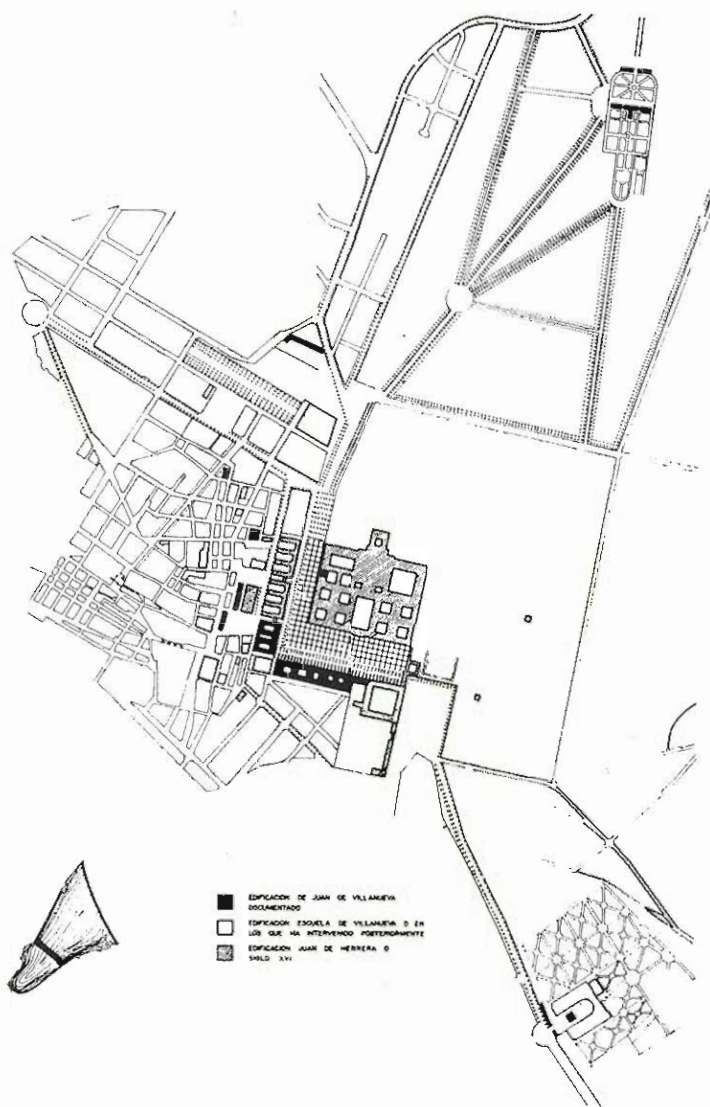 EDIFICACION DE JUAN DE VILLANUEVA
DOCUMENTADO
EDIFICACION ESCUELA DE VILLANUEVA O EN
LOS QUE HA INTERVENIDO POSTERIORMENTE
EDIFICACION JUAN DE HERRERA O
SIGLO XVI